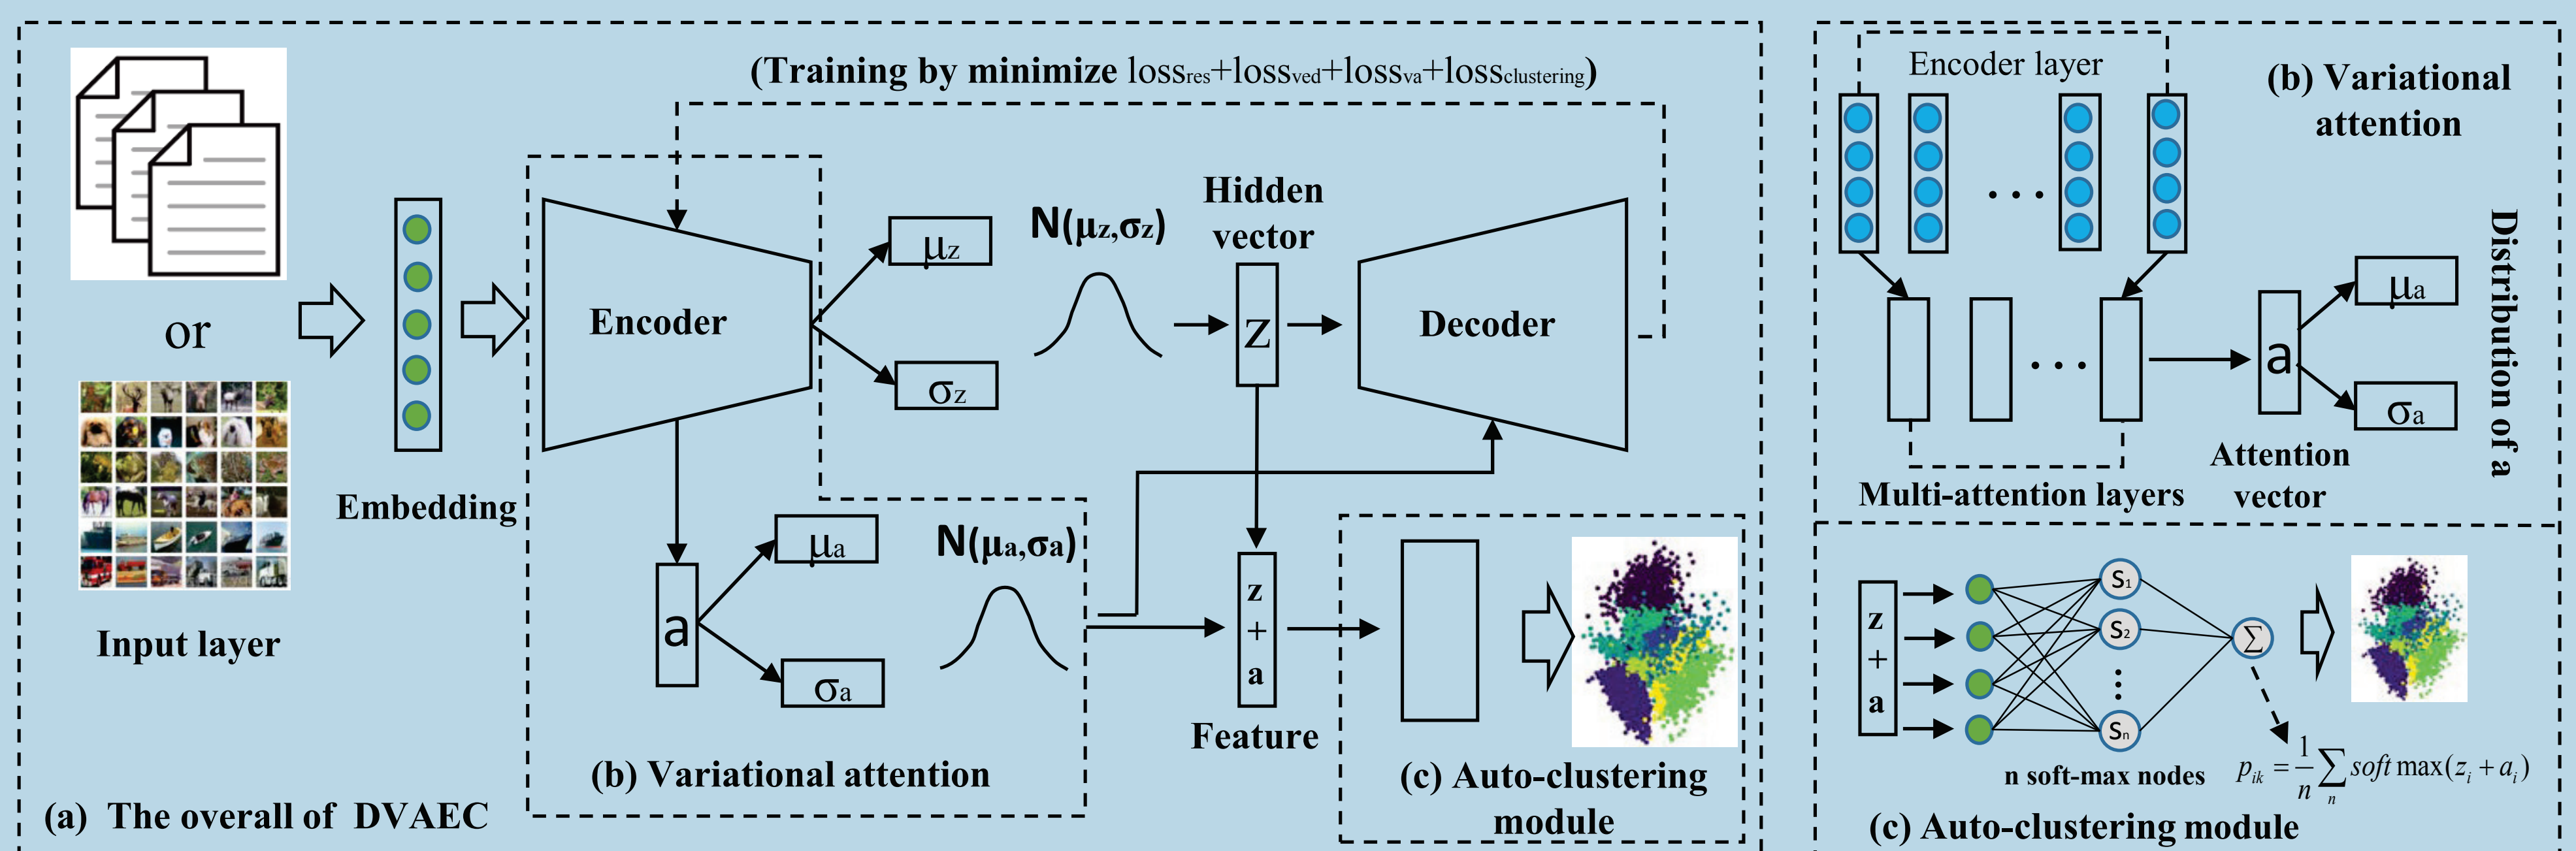 (Training by minimize lossres+lossved+lossva+lossclustering)
or
Input layer
Embedding
Encoder
μz
σz
N(μz,σz)
Hidden
vector
z
Decoder
a
μa
σa
N(μa,σa)
(b) Variational attention
z
+
a
Feature
(c) Auto-clustering
module
(a) The overall of DVAEC
Encoder layer
(b) Variational
attention
...
...
Multi-attention layers
a
Attention
vector
μa
σa
Distribution of a
z
+
a
S1
S2
⋮
Sn
Σ
n soft-max nodes
pik = 1/n Σn soft max(zi + ai)
(c) Auto-clustering module